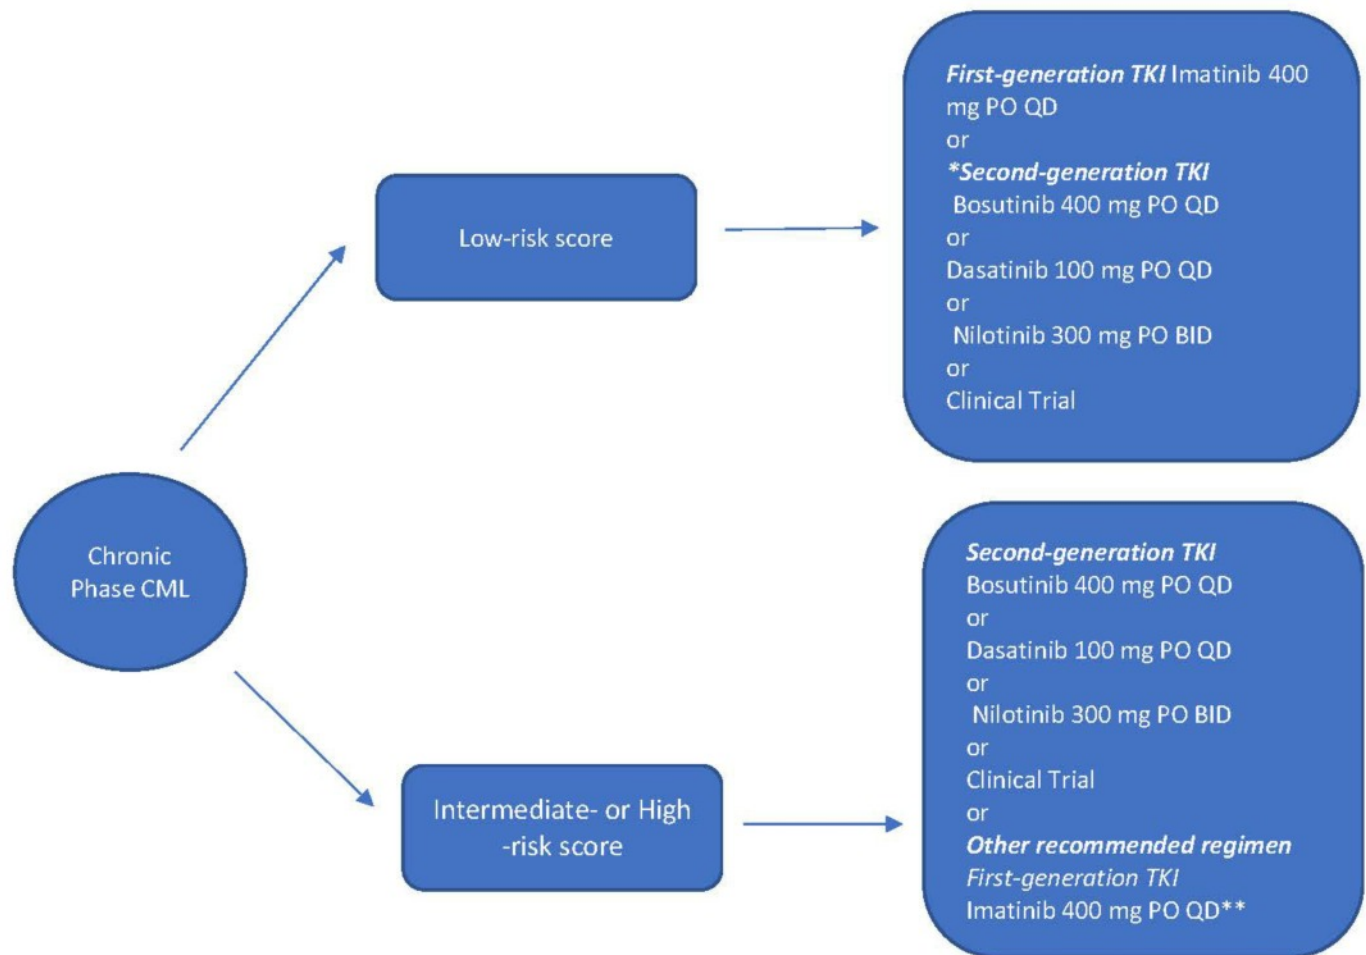 Chronic
Phase CML
Low-risk score
First-generation TKI Imatinib 400
mg PO QD
or
*Second-generation TKI
Bosutinib 400 mg PO QD
or
Dasatinib 100 mg PO QD
or
Nilotinib 300 mg PO BID
or
Clinical Trial
Intermediate- or High
-risk score
Second-generation TKI
Bosutinib 400 mg PO QD
or
Dasatinib 100 mg PO QD
or
Nilotinib 300 mg PO BID
or
Clinical Trial
or
Other recommended regimen
First-generation TKI
Imatinib 400 mg PO QD**